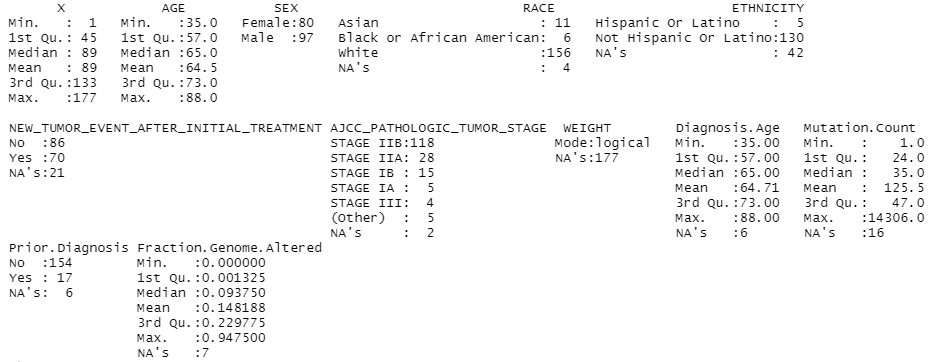 X            AGE           SEX                            RACE                          ETHNICITY
 Min.   :  1   Min.   :35.0   Female:80   Asian                    : 11   Hispanic Or Latino    :  5
 1st Qu.: 45   1st Qu.:57.0   Male  :97   Black or African American:  6   Not Hispanic Or Latino:130
 Median : 89   Median :65.0               White                    :156   NA's                  : 42
 Mean   : 89   Mean   :64.5               NA's                     :  4
 3rd Qu.:133   3rd Qu.:73.0
 Max.   :177   Max.   :88.0

 NEW_TUMOR_EVENT_AFTER_INITIAL_TREATMENT AJCC_PATHOLOGIC_TUMOR_STAGE  WEIGHT        Diagnosis.Age   Mutation.Count
 No  :86                                 STAGE IIB:118               Mode:logical   Min.   :35.00   Min.   :    1.0
 Yes :70                                 STAGE IIA: 28               NA's:177       1st Qu.:57.00   1st Qu.:   24.0
 NA's:21                                 STAGE IB : 15                              Median :65.00   Median :   35.0
                                         STAGE IA :  5                              Mean   :64.71   Mean   :  125.5
                                         STAGE III:  4                              3rd Qu.:73.00   3rd Qu.:   47.0
                                         (Other)  :  5                              Max.   :88.00   Max.   :14306.0
                                         NA's     :  2                              NA's   :6       NA's   :16
 Prior.Diagnosis Fraction.Genome.Altered
 No  :154        Min.   :0.000000
 Yes : 17        1st Qu.:0.001325
 NA's:  6        Median :0.093750
                 Mean   :0.148188
                 3rd Qu.:0.229775
                 Max.   :0.947500
                 NA's   :7